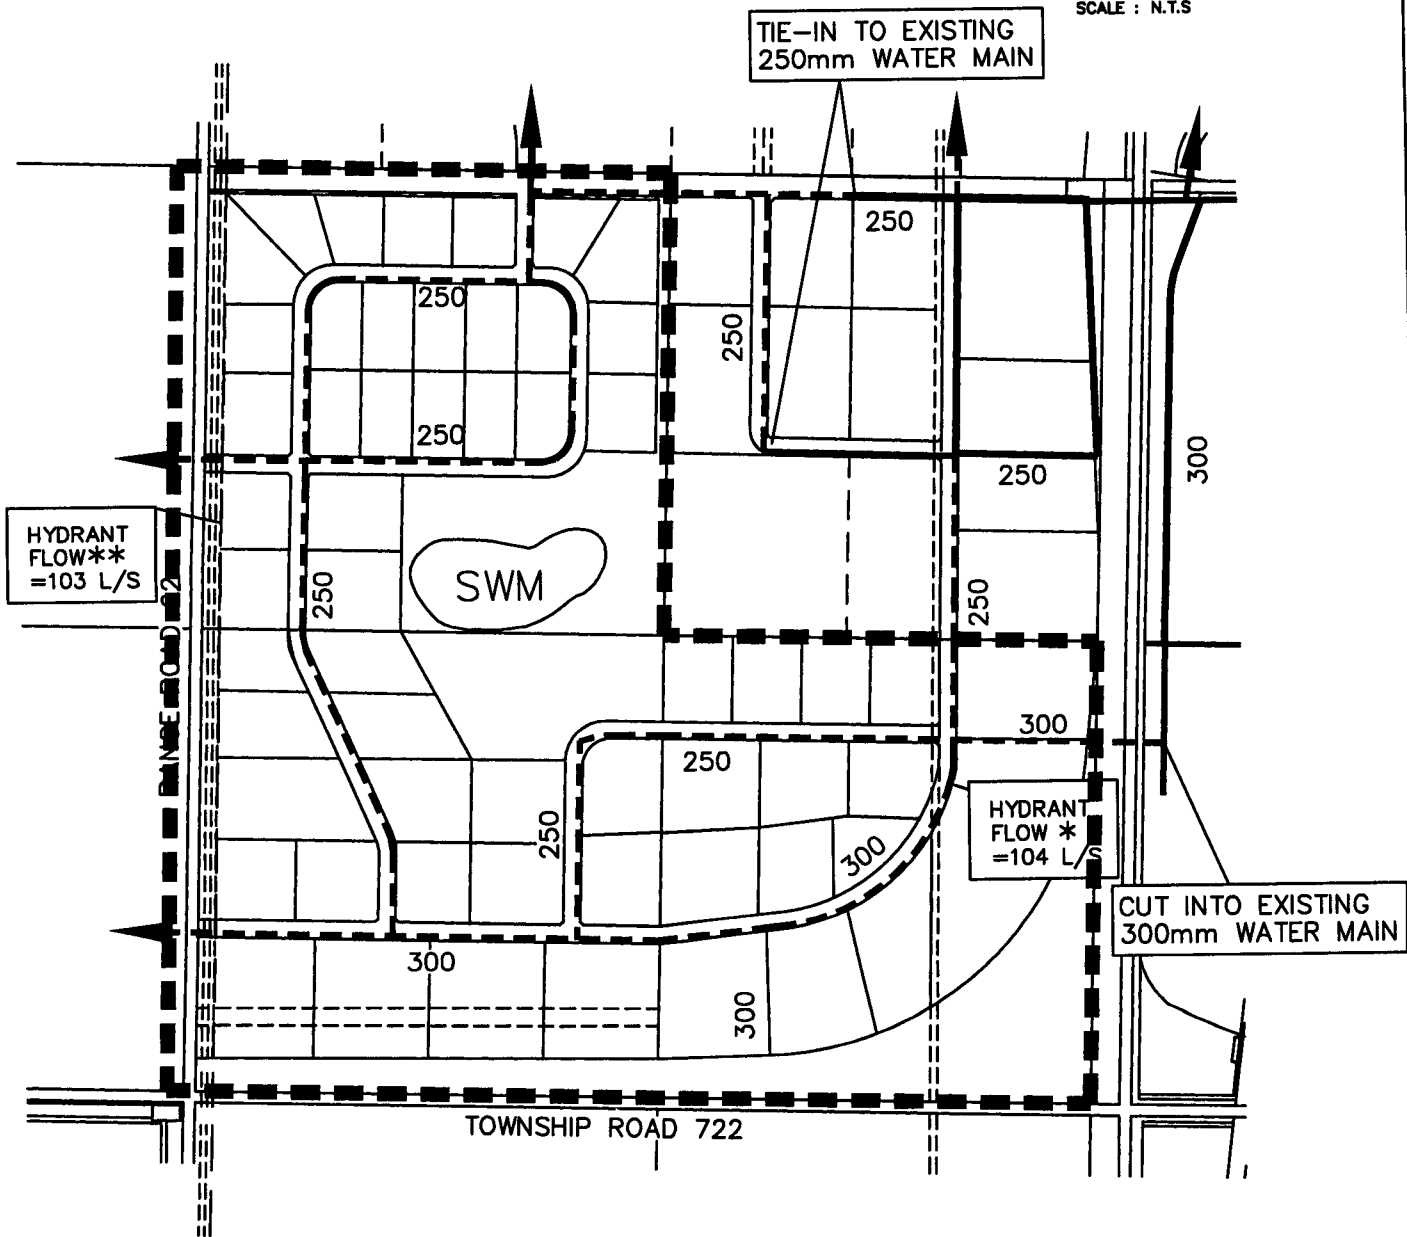 SCALE : N.T.S
TIE-IN TO EXISTING
250mm WATER MAIN
250
250
250
250
250
300
HYDRANT
FLOW**
=103 L/S
SWM
250
250
300
250
250
300
HYDRANT
FLOW *
=104 L/S
CUT INTO EXISTING
300mm WATER MAIN
300
300
ROAD
TOWNSHIP ROAD 722